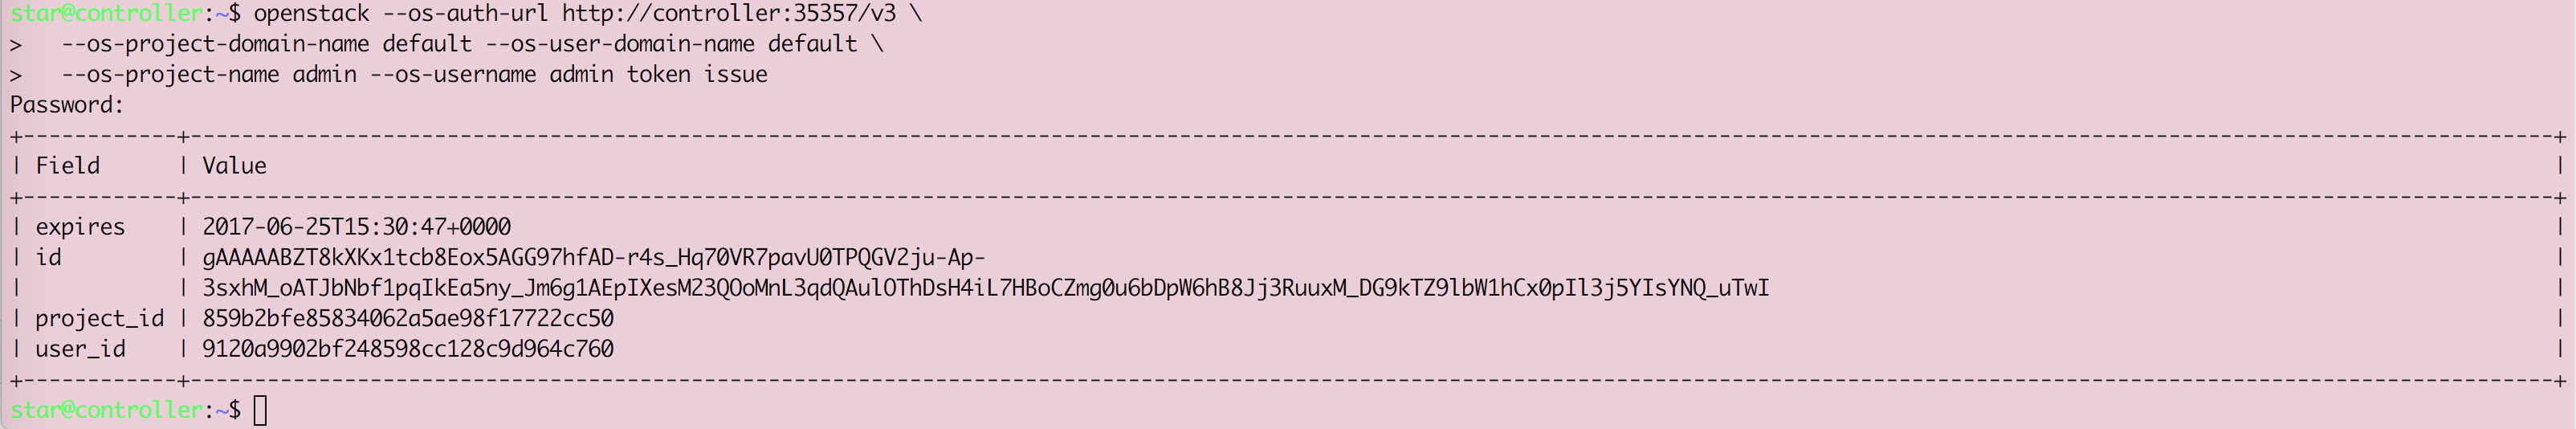 star@controller:~$ openstack --os-auth-url http://controller:35357/v3 \
>   --os-project-domain-name default --os-user-domain-name default \
>   --os-project-name admin --os-username admin token issue
Password:
+------------+----------------------------------------------------------------------------------------------------------------------------------------------------------------------------------------+
| Field      | Value                                                                                                                                                                                  |
+------------+----------------------------------------------------------------------------------------------------------------------------------------------------------------------------------------+
| expires    | 2017-06-25T15:30:47+0000                                                                                                                                                               |
| id         | gAAAAABZT8kXKx1tcb8Eox5AGG97hfAD-r4s_Hq70VR7pavU0TPQGV2ju-Ap-                                                                                                                          |
|            | 3sxhM_oATJbNbf1pqIkEa5ny_Jm6g1AEpIXesM23QOoMnL3qdQAulOThDsH4iL7HBoCZmg0u6bDpW6hB8Jj3RuuxM_DG9kTZ9lbW1hCx0pIl3j5YIsYNQ_uTwI                                                             |
| project_id | 859b2bfe85834062a5ae98f17722cc50                                                                                                                                                       |
| user_id    | 9120a9902bf248598cc128c9d964c760                                                                                                                                                       |
+------------+----------------------------------------------------------------------------------------------------------------------------------------------------------------------------------------+
star@controller:~$